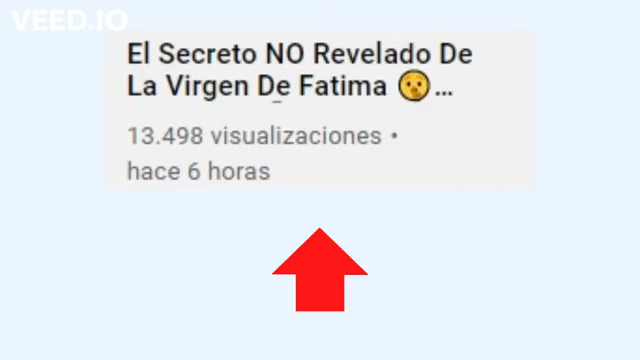 VEED.IO
El Secreto NO Revelado De
La Virgen De Fatima 😮...
13.498 visualizaciones •
hace 6 horas